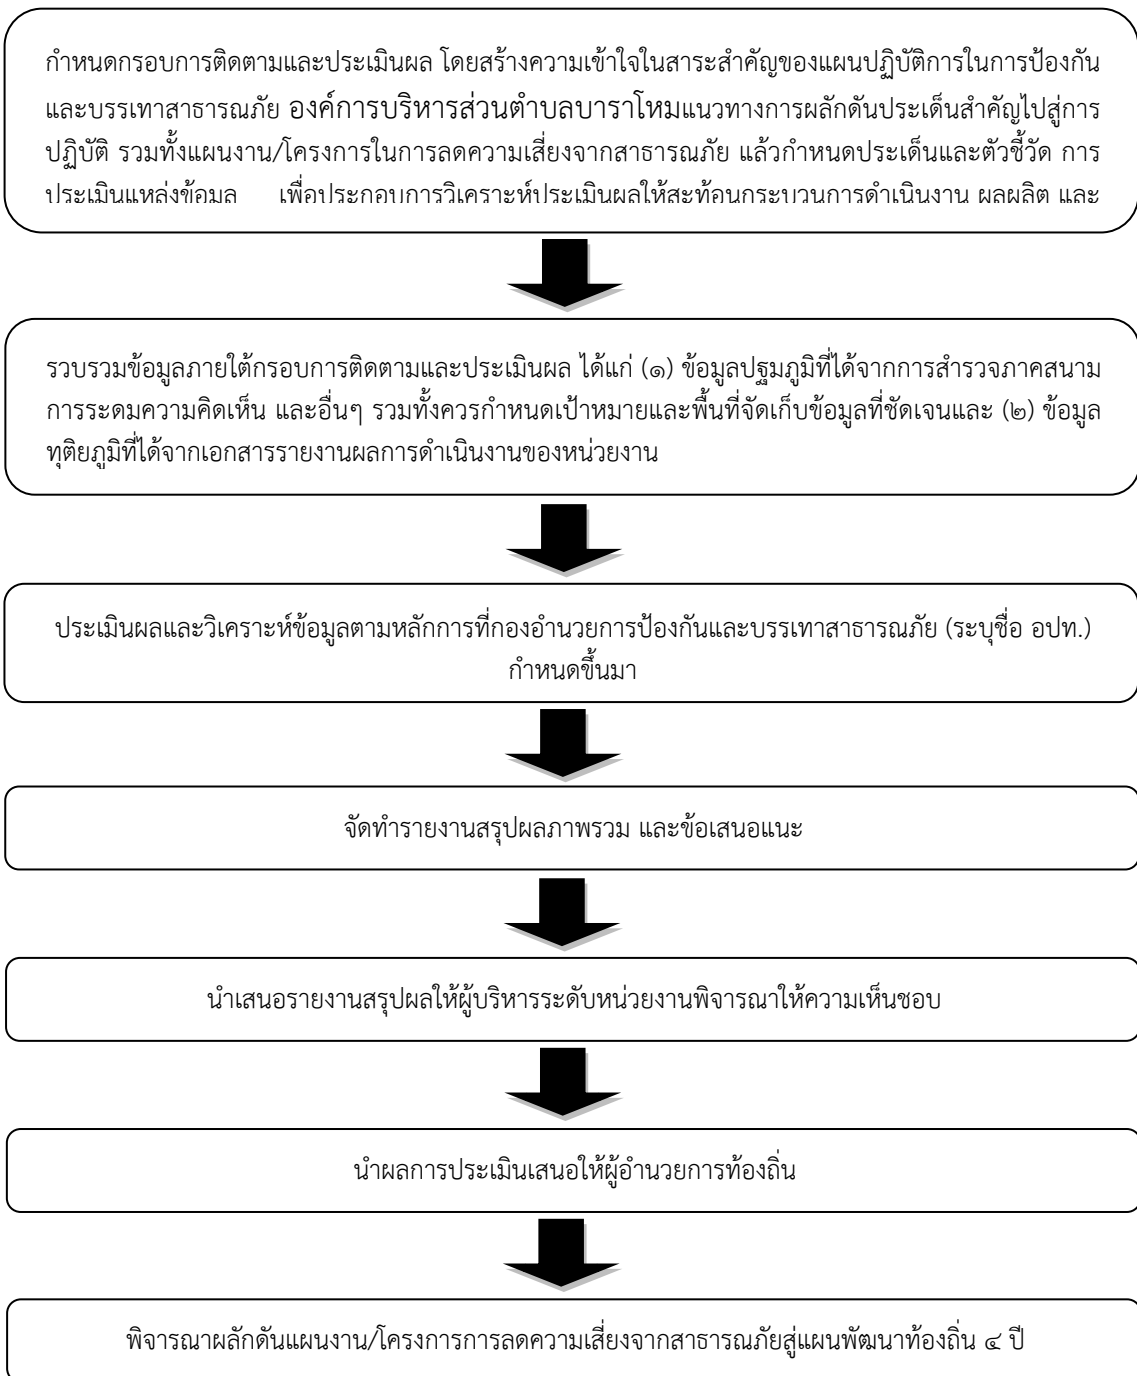 กำหนดกรอบการติดตามและประเมินผล โดยสร้างความเข้าใจในสาระสำคัญของแผนปฏิบัติการในการป้องกัน
และบรรเทาสาธารณภัย องค์การบริหารส่วนตำบลบาราโหมแนวทางการผลักดันประเด็นสำคัญไปสู่การ
ปฏิบัติ รวมทั้งแผนงาน/โครงการในการลดความเสี่ยงจากสาธารณภัย แล้วกำหนดประเด็นและตัวชี้วัด การ
ประเมินแหล่งข้อมูล เพื่อประกอบการวิเคราะห์ประเมินผลให้สะท้อนกระบวนการดำเนินงาน ผลผลิต และ
รวบรวมข้อมูลภายใต้กรอบการติดตามและประเมินผล ได้แก่ (๑) ข้อมูลปฐมภูมิที่ได้จากการสำรวจภาคสนาม
การระดมความคิดเห็น และอื่นๆ รวมทั้งควรกำหนดเป้าหมายและพื้นที่จัดเก็บข้อมูลที่ชัดเจนและ (๒) ข้อมูล
ทุติยภูมิที่ได้จากเอกสารรายงานผลการดำเนินงานของหน่วยงาน
ประเมินผลและวิเคราะห์ข้อมูลตามหลักการที่กองอำนวยการป้องกันและบรรเทาสาธารณภัย (ระบุชื่อ อปท.)
กำหนดขึ้นมา
จัดทำรายงานสรุปผลภาพรวม และข้อเสนอแนะ
นำเสนอรายงานสรุปผลให้ผู้บริหารระดับหน่วยงานพิจารณาให้ความเห็นชอบ
นำผลการประเมินเสนอให้ผู้อำนวยการท้องถิ่น
พิจารณาผลักดันแผนงาน/โครงการการลดความเสี่ยงจากสาธารณภัยสู่แผนพัฒนาท้องถิ่น ๔ ปี